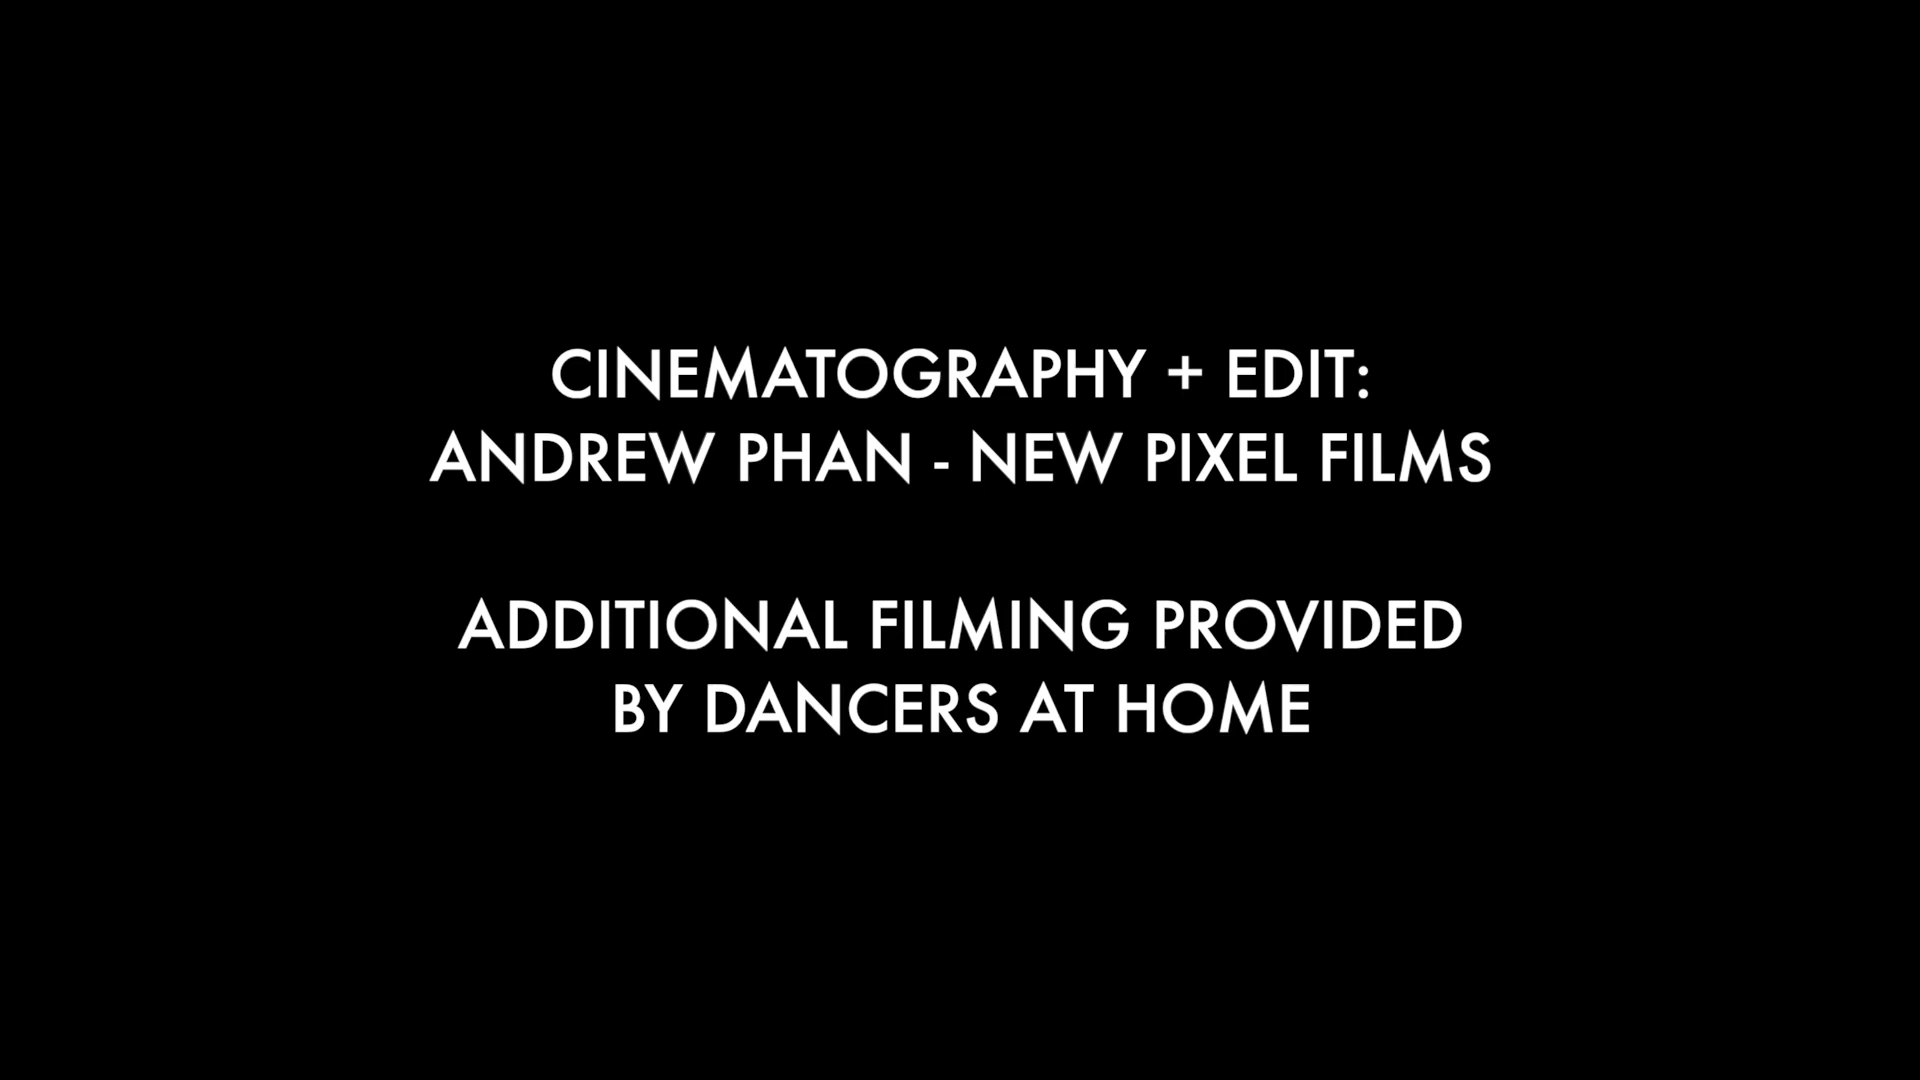 CINEMATOGRAPHY + EDIT:
ANDREW PHAN - NEW PIXEL FILMS
ADDITIONAL FILMING PROVIDED
BY DANCERS AT HOME